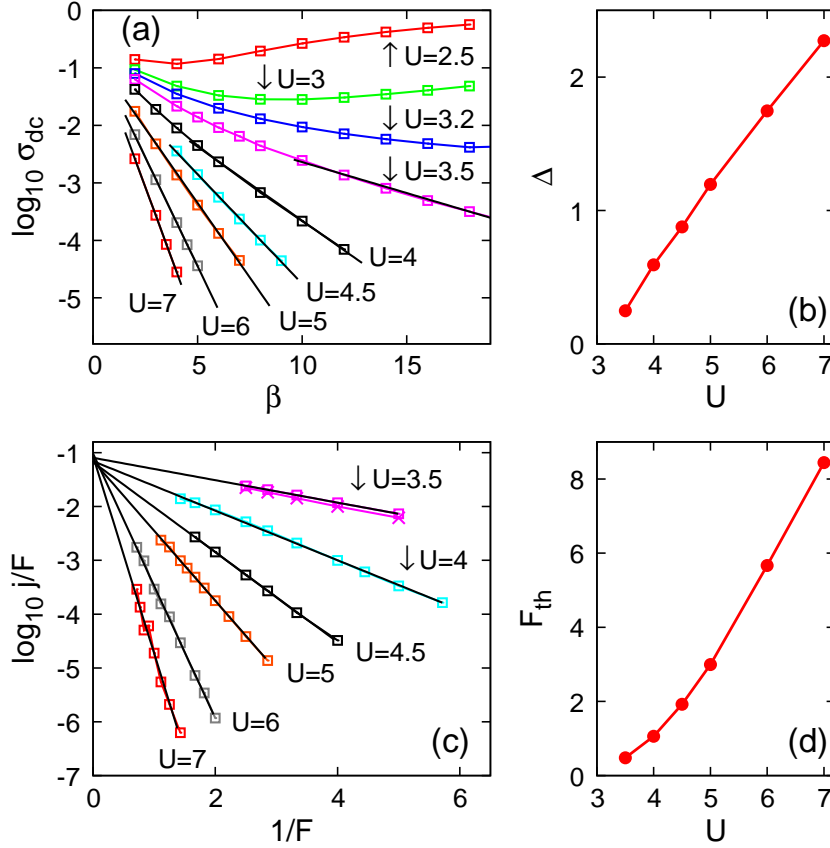 (a)
0
-1
-2
-3
-4
-5
log10 σdc
↑ U=2.5
↓ U=3
↓ U=3.2
↓ U=3.5
U=4
U=4.5
U=5
U=6
U=7
0 5 10 15
β
2
1
0
Δ
(b)
3 4 5 6 7
U
-1
-2
-3
-4
-5
-6
-7
log10 j/F
↓ U=3.5
↓ U=4
U=4.5
U=5
U=6
U=7
(c)
0 2 4 6
1/F
8
6
4
2
0
Fth
(d)
3 4 5 6 7
U